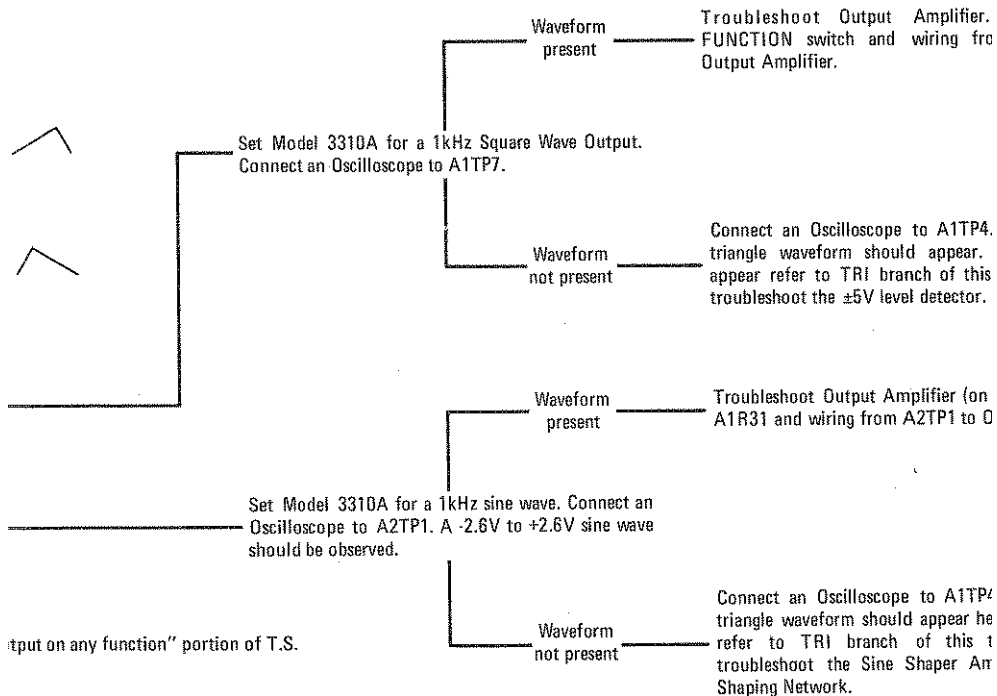 Waveform
present
Troubleshoot Output Amplifier.
FUNCTION switch and wiring fro
Output Amplifier.
Set Model 3310A for a 1kHz Square Wave Output.
Connect an Oscilloscope to A1TP7.
Waveform
not present
Connect an Oscilloscope to A1TP4.
triangle waveform should appear.
appear refer to TRI branch of this
troubleshoot the ±5V level detector.
Waveform
present
Troubleshoot Output Amplifier (on
A1R31 and wiring from A2TP1 to O
Set Model 3310A for a 1kHz sine wave. Connect an
Oscilloscope to A2TP1. A -2.6V to +2.6V sine wave
should be observed.
Waveform
not present
Connect an Oscilloscope to A1TP4
triangle waveform should appear he
refer to TRI branch of this t
troubleshoot the Sine Shaper Am
Shaping Network.
tput on any function" portion of T.S.